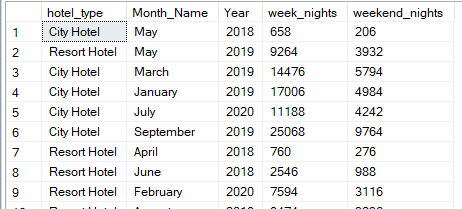 hotel_type Month_Name Year week_nights weekend_nights
1 City Hotel May 2018 658 206
2 Resort Hotel May 2019 9264 3932
3 City Hotel March 2019 14476 5794
4 City Hotel January 2019 17006 4984
5 City Hotel July 2020 11188 4242
6 City Hotel September 2019 25068 9764
7 Resort Hotel April 2018 760 276
8 Resort Hotel June 2018 2546 988
9 Resort Hotel February 2020 7594 3116